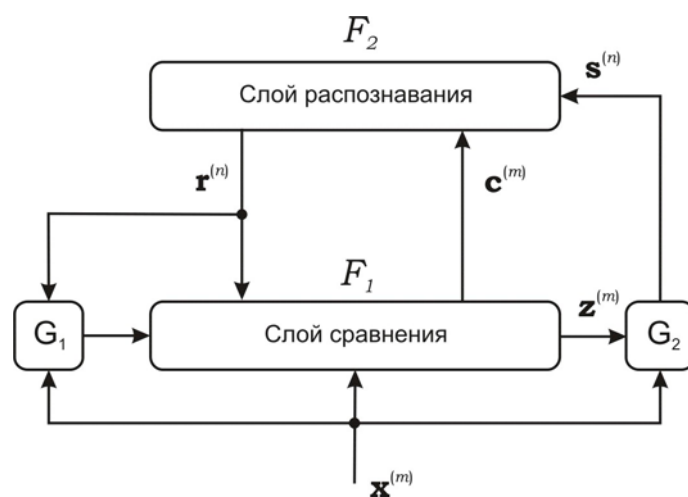 F₂
s⁽ⁿ⁾
Слой распознавания
r⁽ⁿ⁾
c⁽ᵐ⁾
F₁
z⁽ᵐ⁾
G₁
Слой сравнения
G₂
x⁽ᵐ⁾